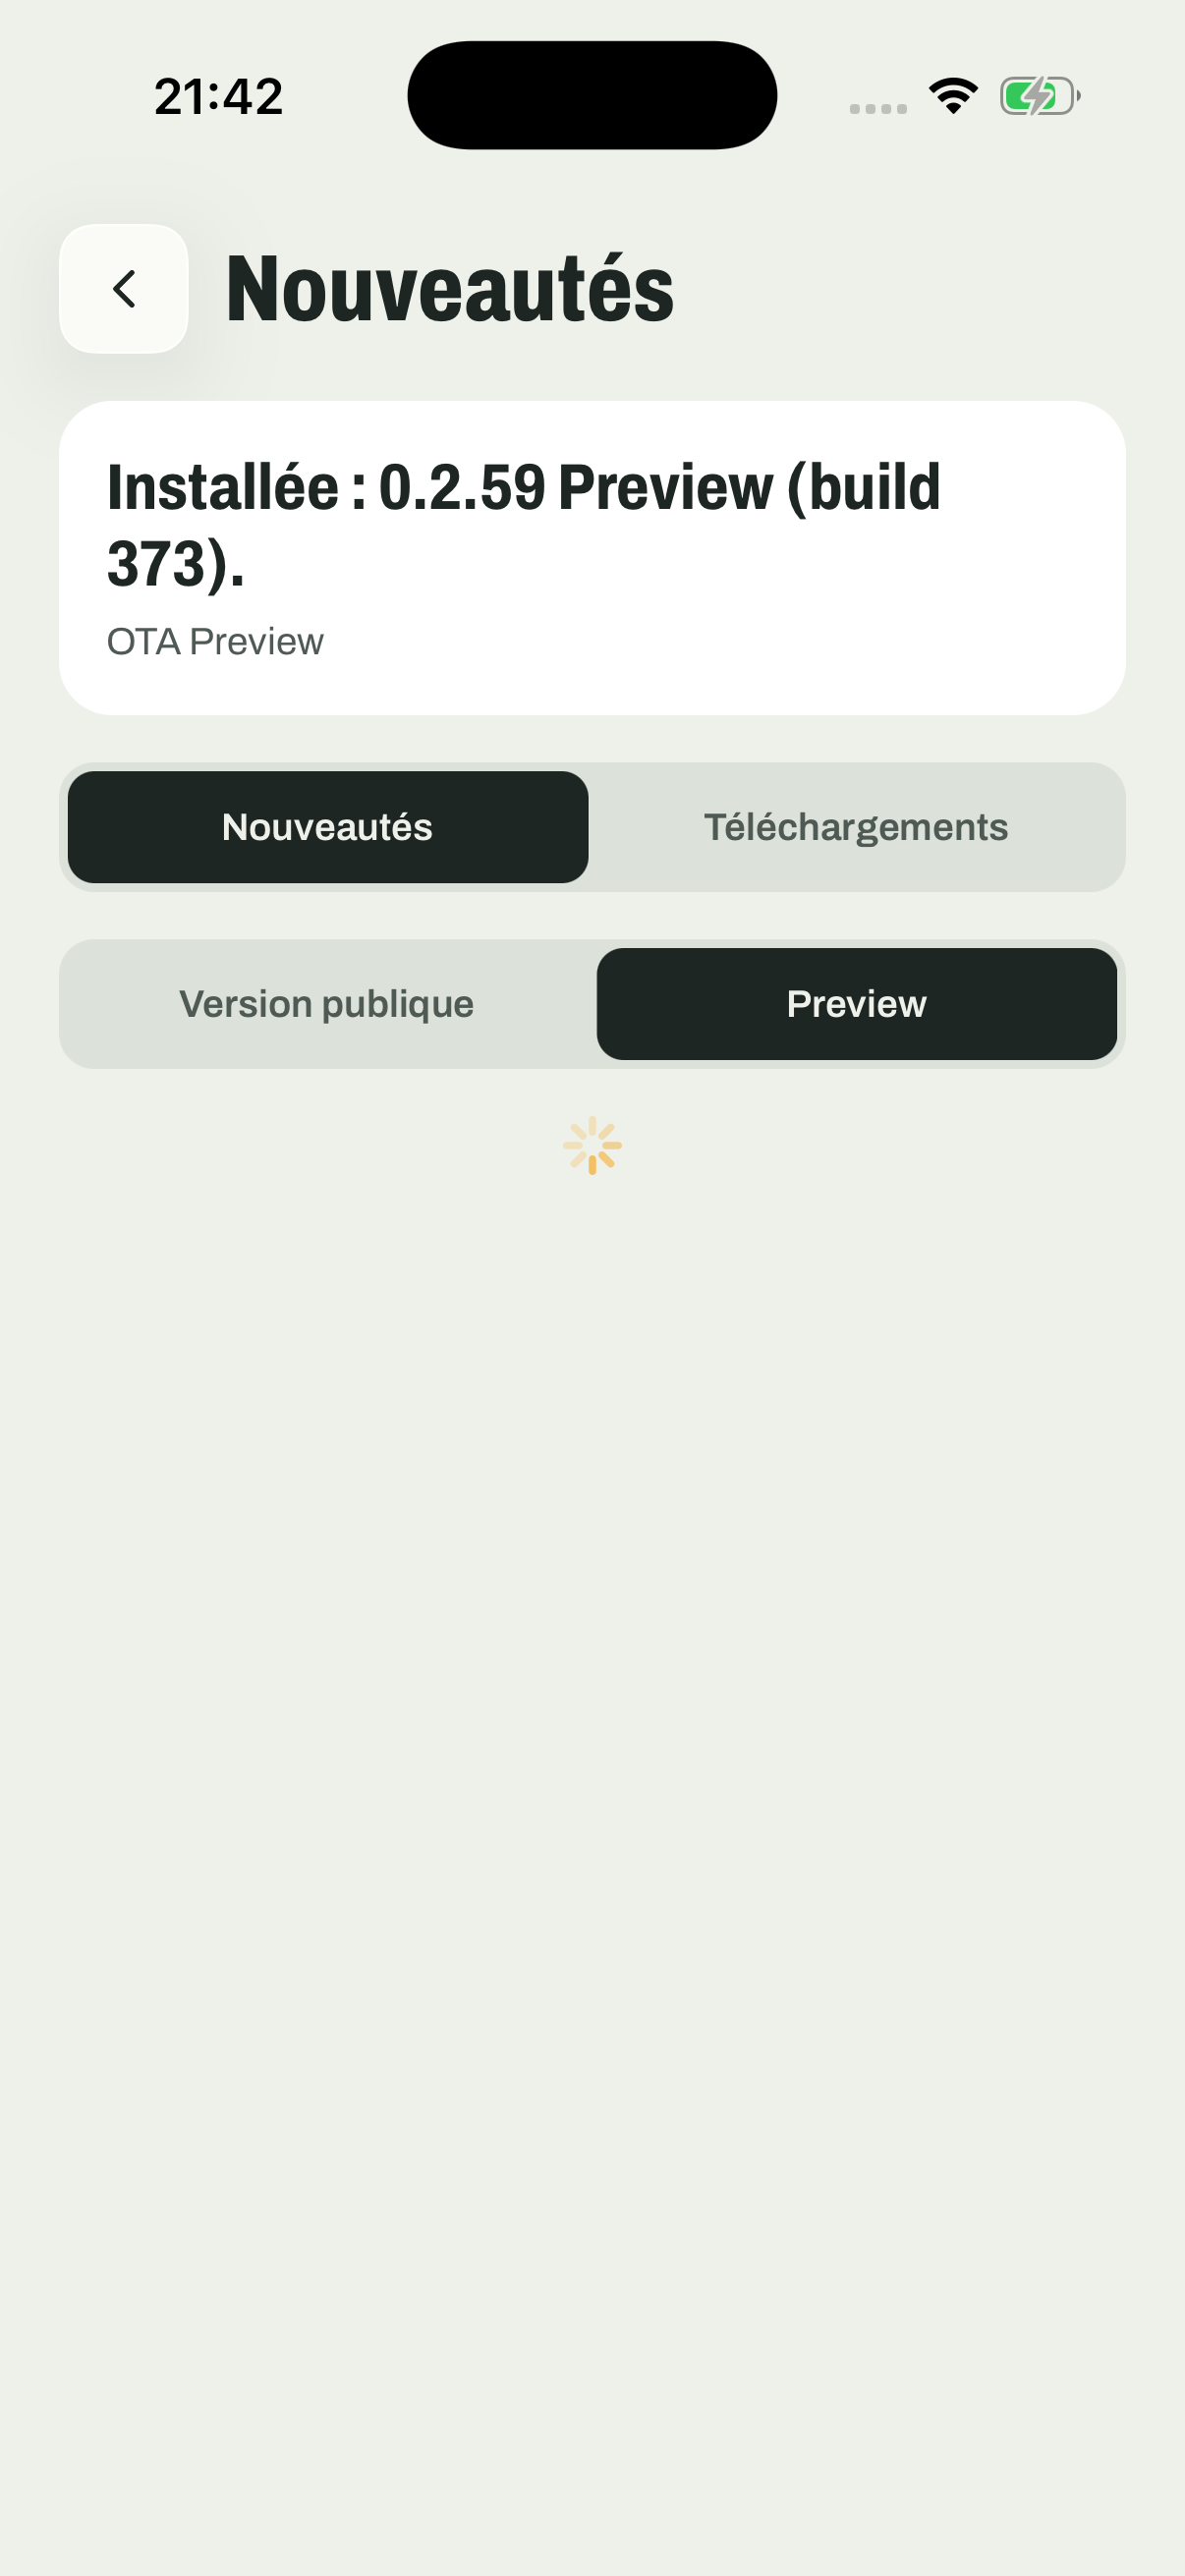 21:42
Nouveautés
Installée : 0.2.59 Preview (build
373).
OTA Preview
Nouveautés
Téléchargements
Version publique
Preview